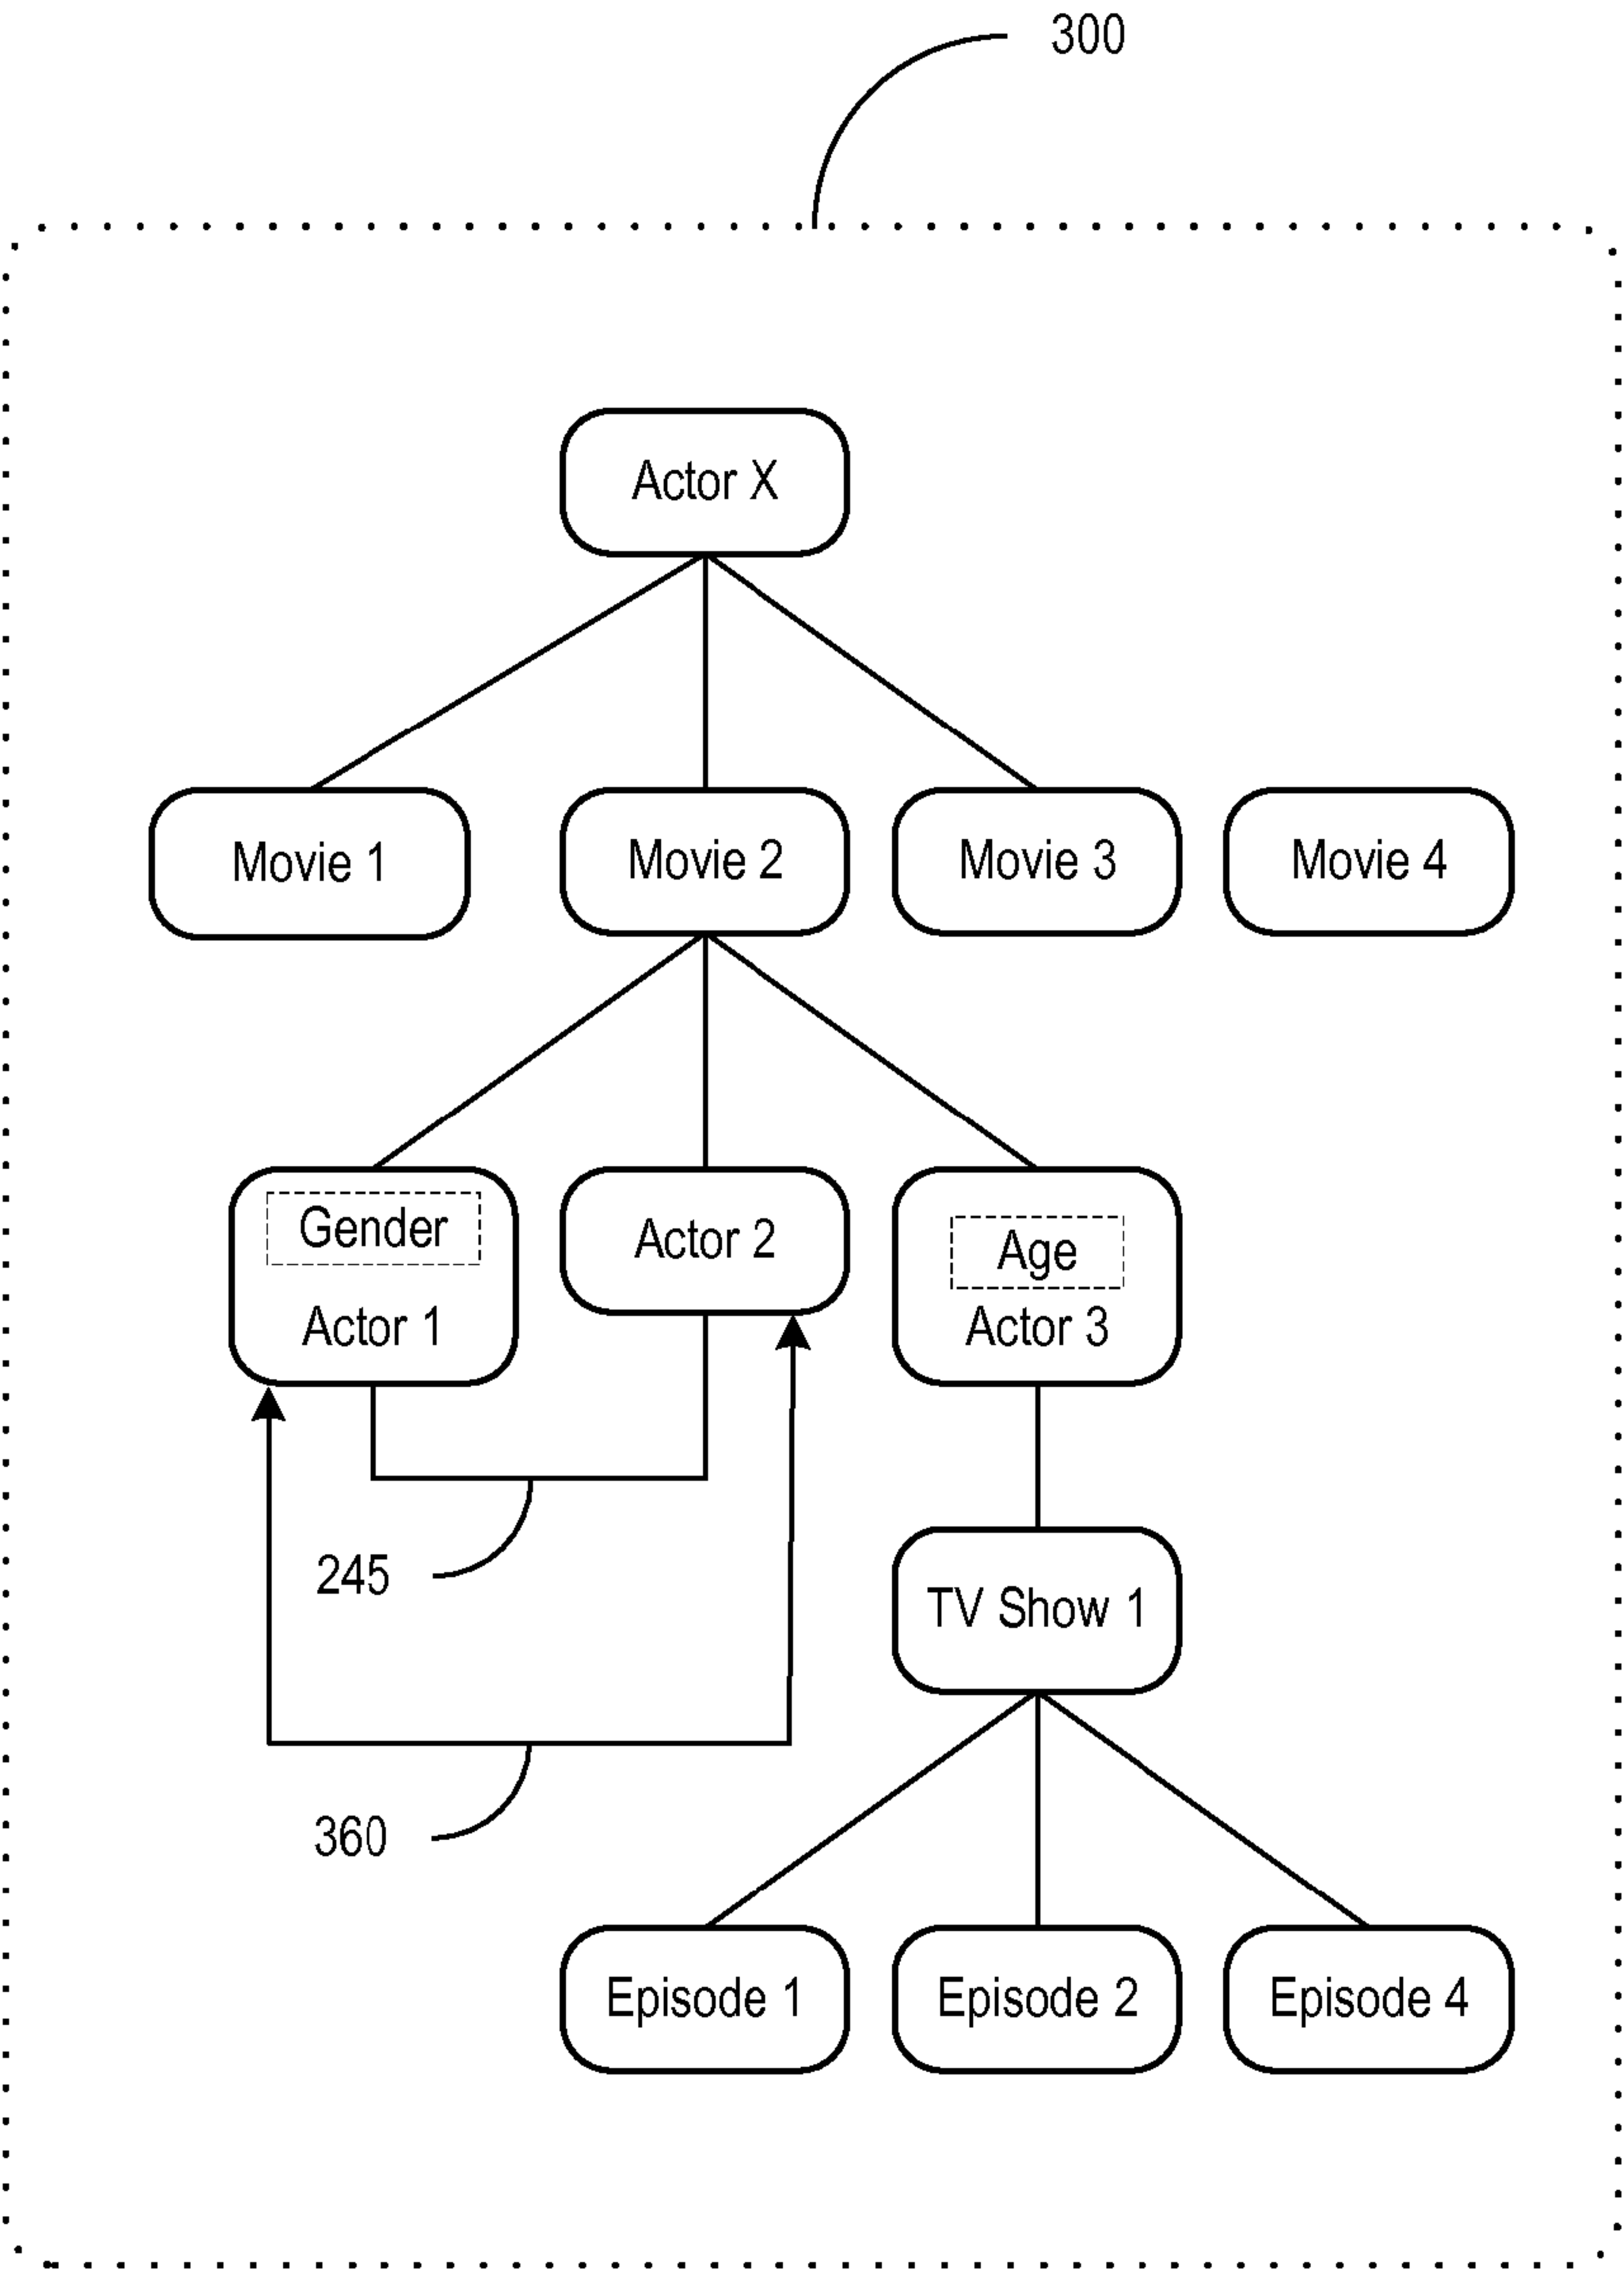 300
Actor X
Movie 1
Movie 2
Movie 3
Movie 4
Gender
Actor 1
Actor 2
Age
Actor 3
245
TV Show 1
360
Episode 1
Episode 2
Episode 4